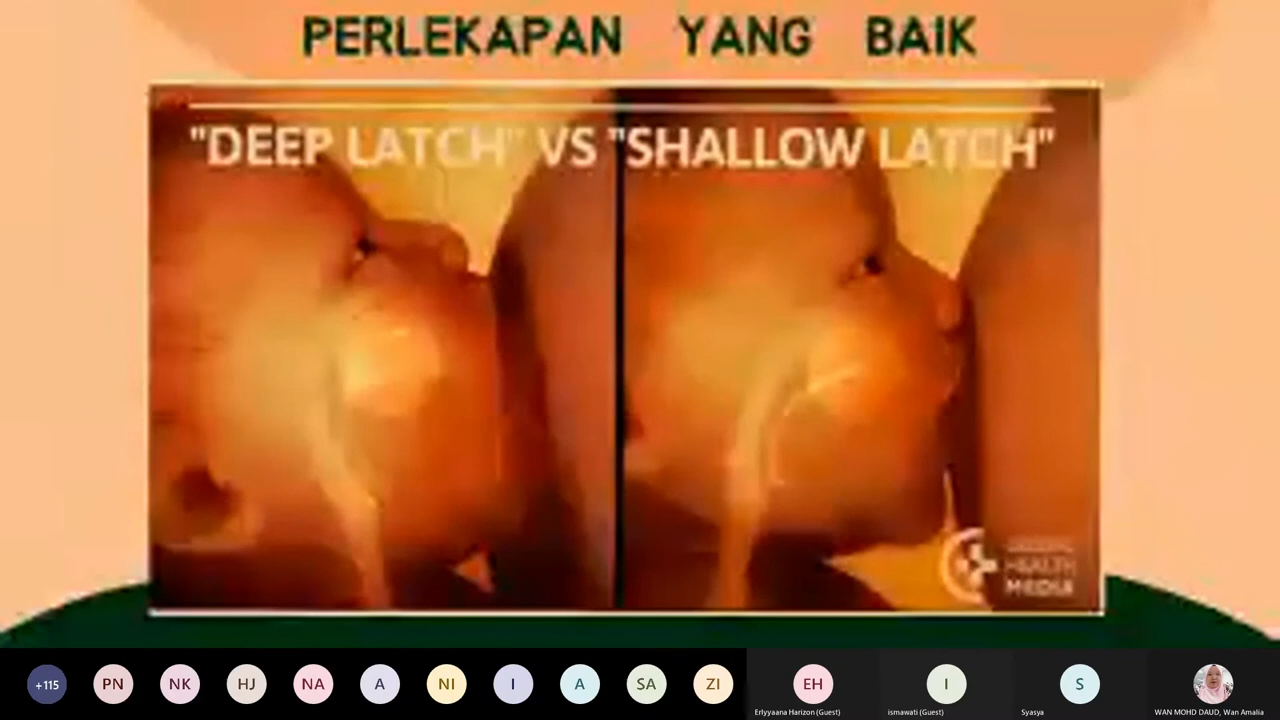 PERLEKAPAN YANG BAIK
"DEEP LATCH" VS "SHALLOW LATCH"
HEALTH
MEDIA
+115
PN
NK
HJ
NA
A
NI
I
A
SA
ZI
EH
I
S
Erlyyaana Harizon (Guest)
ismawati (Guest)
Syasya
WAN MOHD DAUD, Wan Amalia